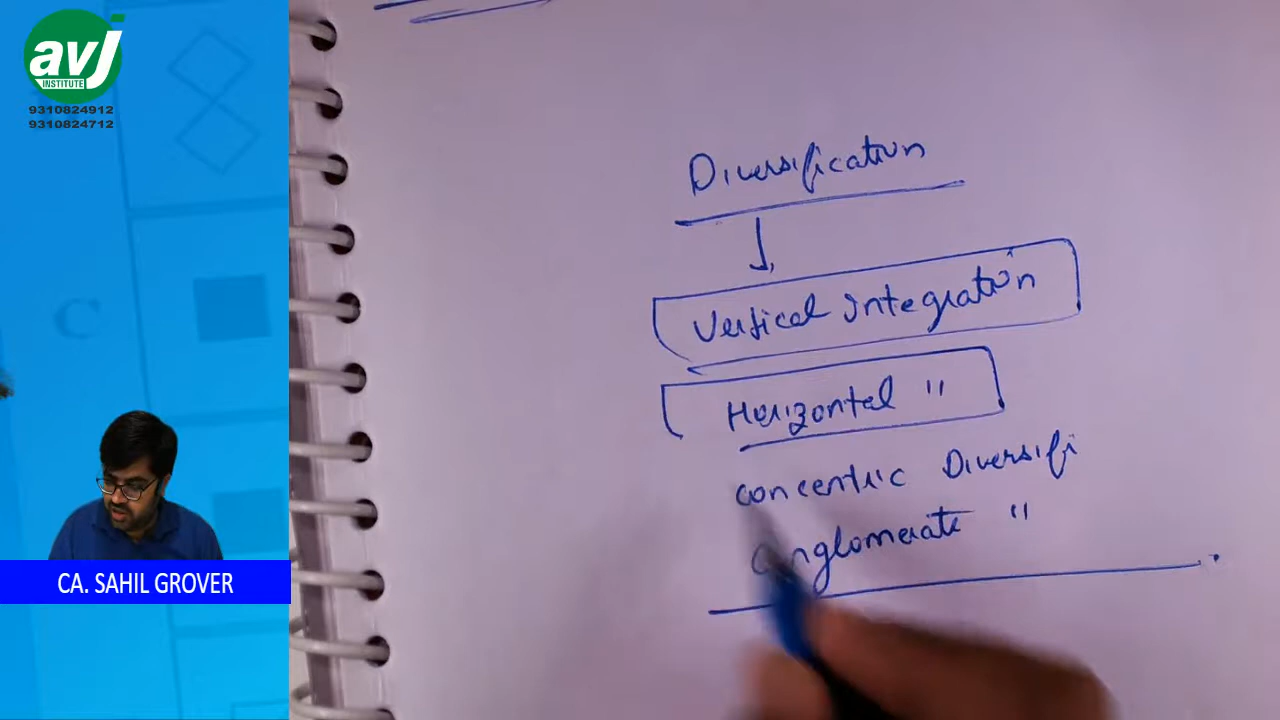 avj
INSTITUTE
9310824912
9310824712
CA. SAHIL GROVER
Diversification
Vertical Integration
Horizontal "
Concentric Diversifi
Conglomerate "